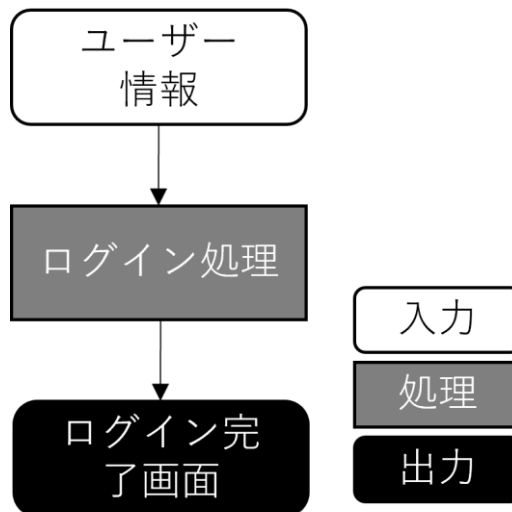 ユーザー
情報
ログイン処理
ログイン完
了画面
入力
処理
出力